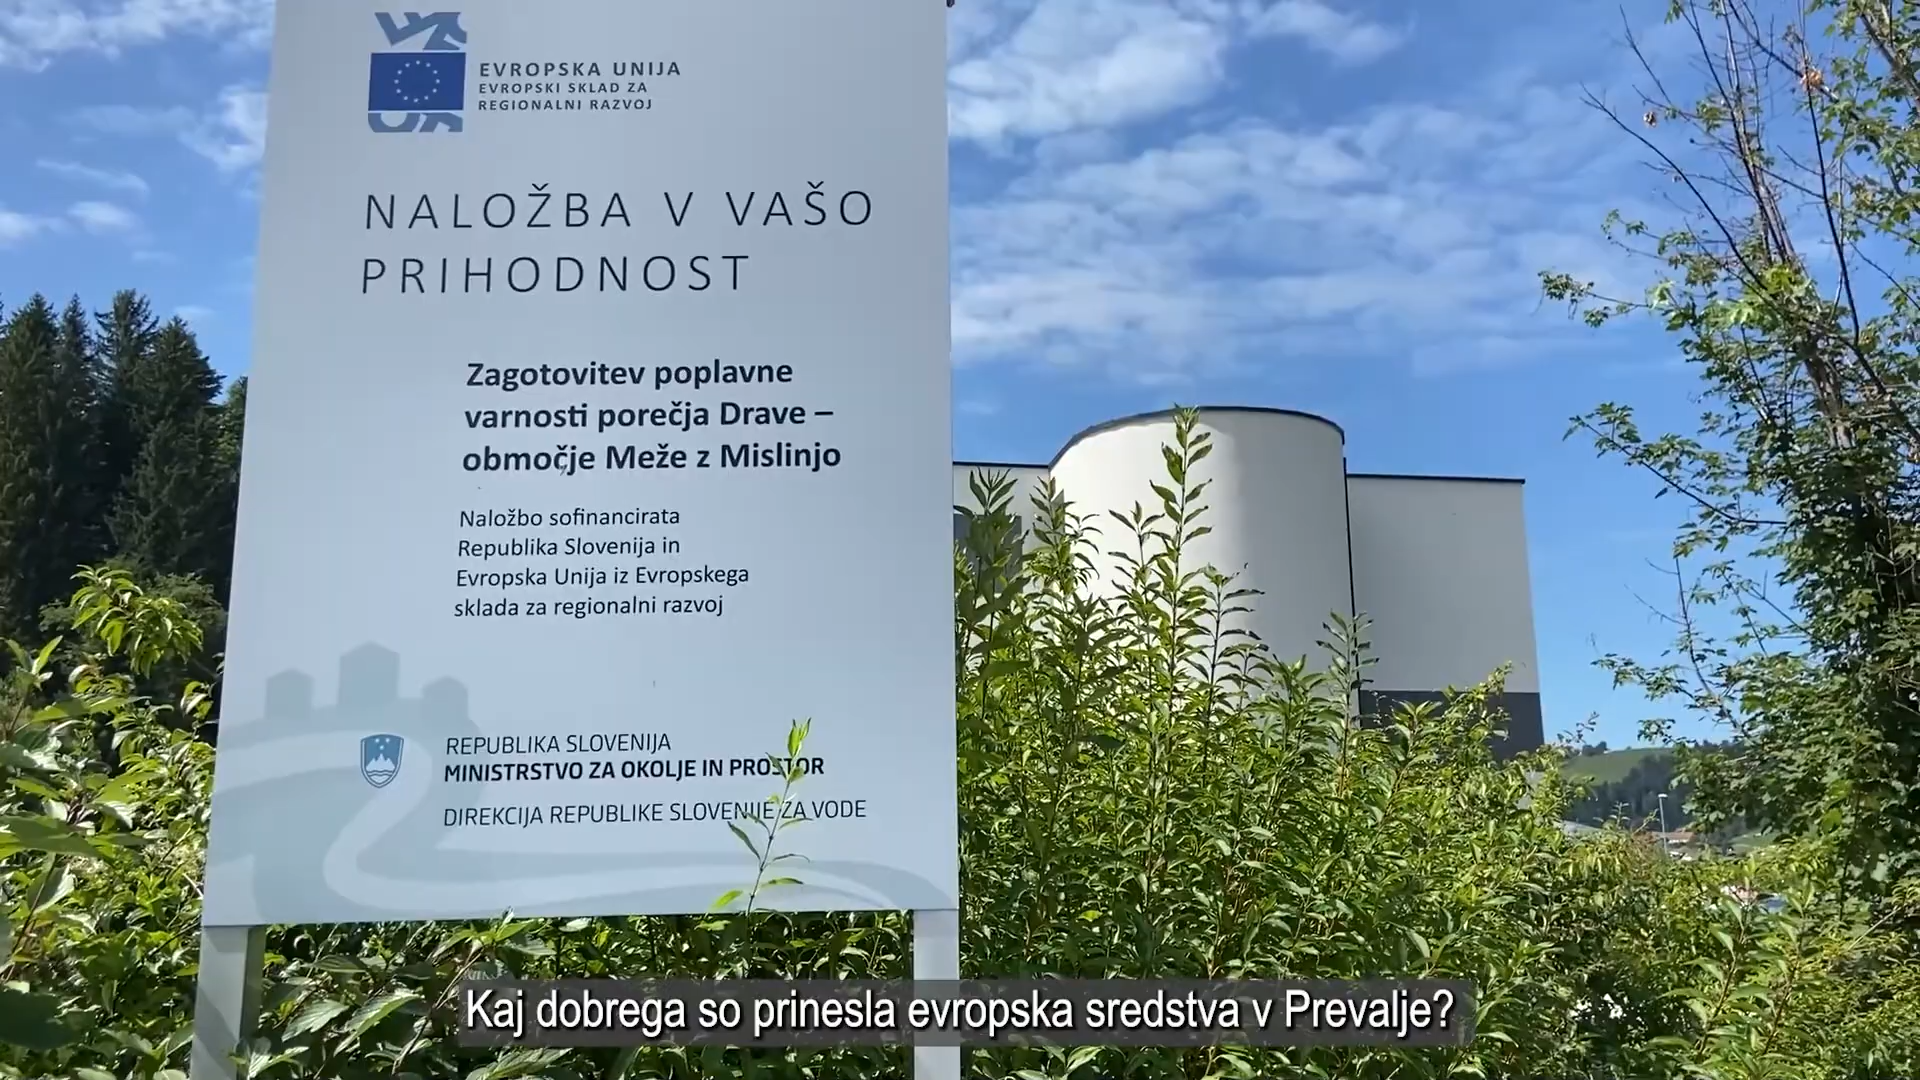 EVROPSKA UNIJA
EVROPSKI SKLAD ZA
REGIONALNI RAZVOJ
NALOŽBA V VAŠO
PRIHODNOST
Zagotovitev poplavne
varnosti porečja Drave –
območje Meže z Mislinjo
Naložbo sofinancirata
Republika Slovenija in
Evropska Unija iz Evropskega
sklada za regionalni razvoj
REPUBLIKA SLOVENIJA
MINISTRSTVO ZA OKOLJE IN PROSTOR
DIREKCIJA REPUBLIKE SLOVENIJE ZA VODE
Kaj dobrega so prinesla evropska sredstva v Prevalje?